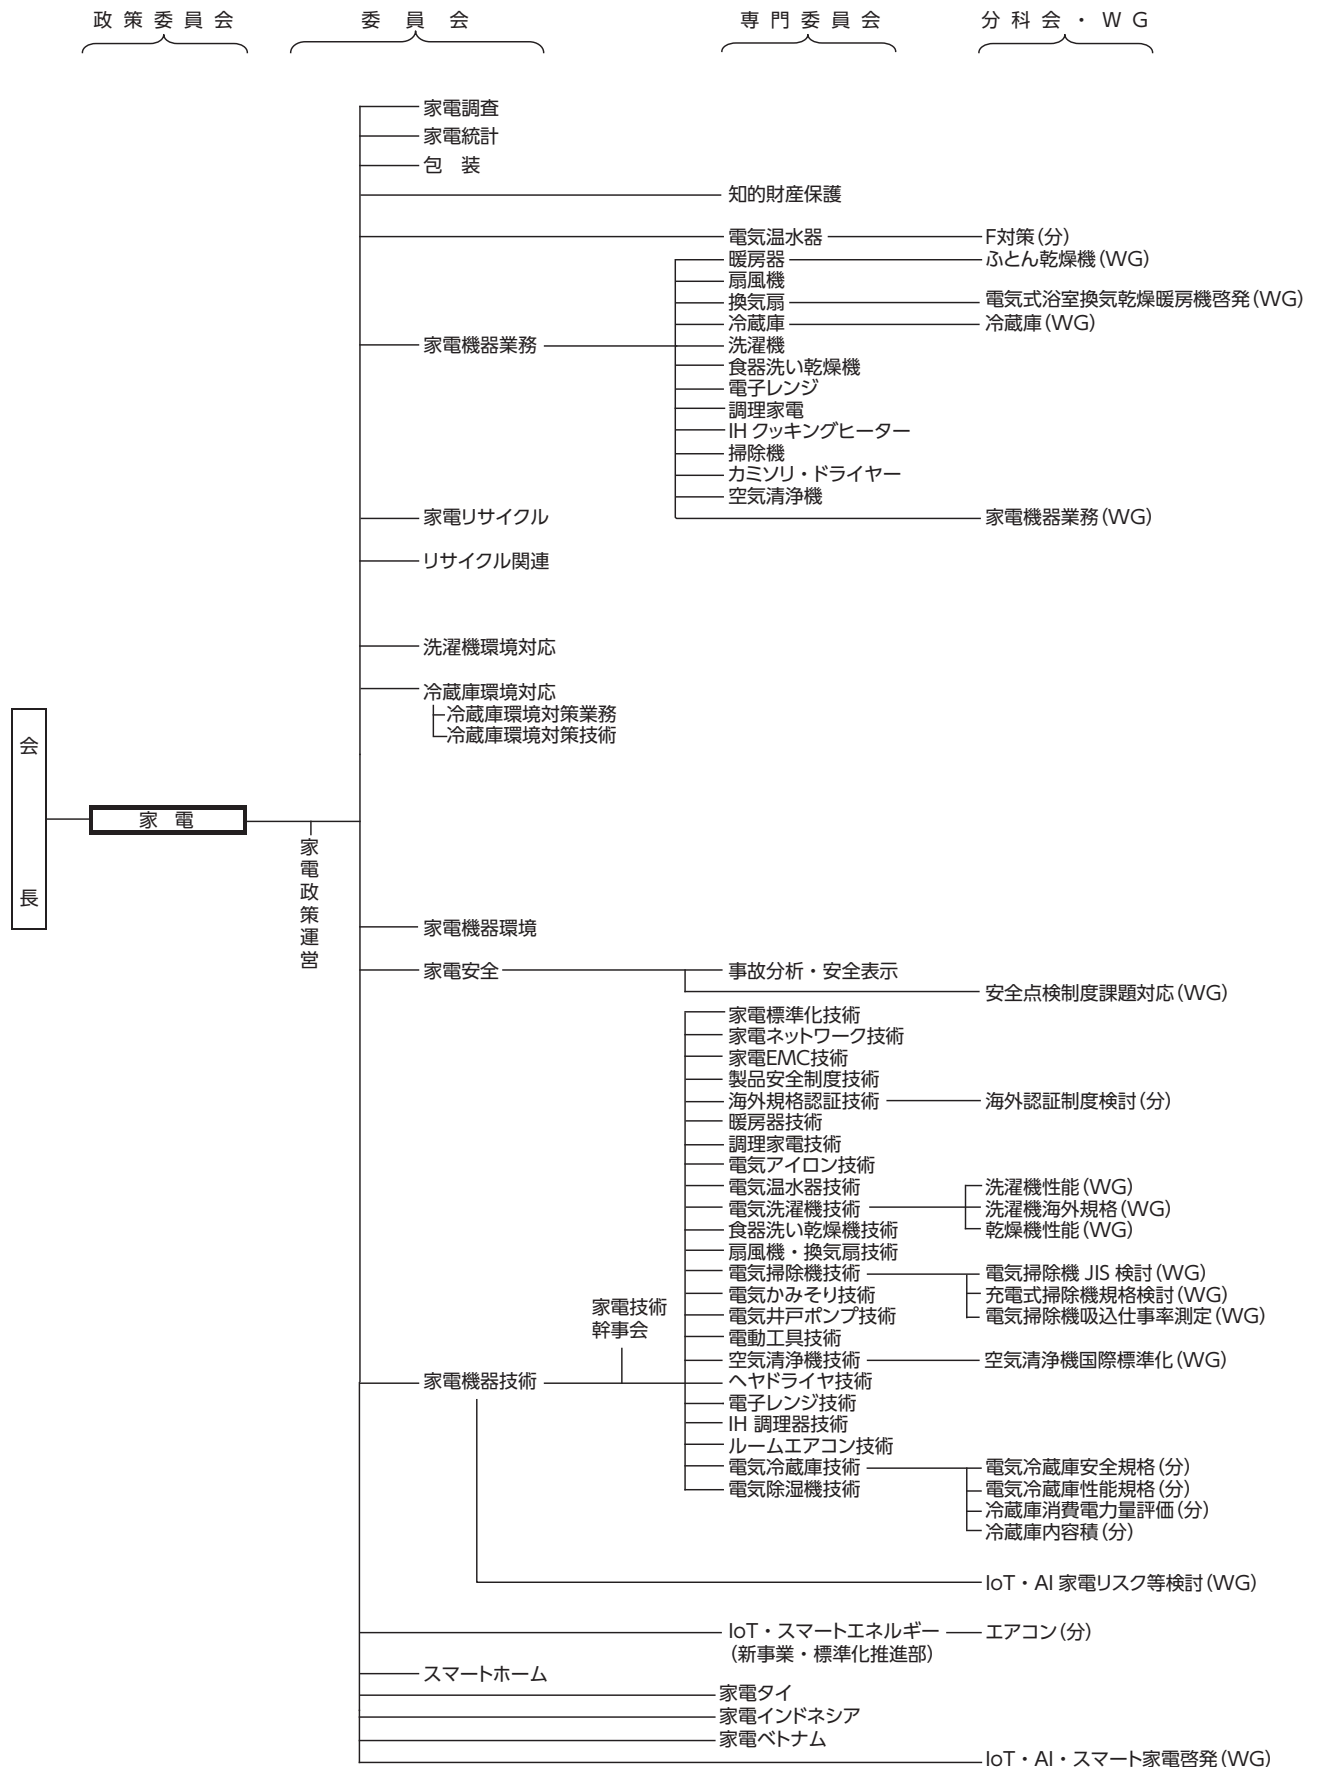 政策委員会 委員会 専門委員会 分科会・WG
家電調査
家電統計
包 装
知的財産保護
電気温水器 F対策(分)
暖房器 ふとん乾燥機(WG)
扇風機
換気扇 電気式浴室換気乾燥暖房機啓発(WG)
冷蔵庫 冷蔵庫(WG)
家電機器業務 洗濯機
食器洗い乾燥機
電子レンジ
調理家電
IH クッキングヒーター
掃除機
カミソリ・ドライヤー
空気清浄機
家電リサイクル 家電機器業務(WG)
リサイクル関連
洗濯機環境対応
冷蔵庫環境対応
冷蔵庫環境対策業務
冷蔵庫環境対策技術
会長
家 電
家電政策運営
家電機器環境
家電安全 事故分析・安全表示
安全点検制度課題対応(WG)
家電標準化技術
家電ネットワーク技術
家電EMC技術
製品安全制度技術
海外規格認証技術 海外認証制度検討(分)
暖房器技術
調理家電技術
電気アイロン技術
電気温水器技術 洗濯機性能(WG)
電気洗濯機技術 洗濯機海外規格(WG)
食器洗い乾燥機技術 乾燥機性能(WG)
扇風機・換気扇技術
電気掃除機技術 電気掃除機 JIS 検討(WG)
電気かみそり技術 充電式掃除機規格検討(WG)
電気井戸ポンプ技術 電気掃除機吸込仕事率測定(WG)
家電技術
幹事会
電動工具技術
空気清浄機技術 空気清浄機国際標準化(WG)
家電機器技術 ヘヤドライヤ技術
電子レンジ技術
IH 調理器技術
ルームエアコン技術
電気冷蔵庫技術 電気冷蔵庫安全規格(分)
電気除湿機技術 電気冷蔵庫性能規格(分)
冷蔵庫消費電力量評価(分)
冷蔵庫内容積(分)
IoT・AI 家電リスク等検討(WG)
IoT・スマートエネルギー エアコン(分)
(新事業・標準化推進部)
スマートホーム
家電タイ
家電インドネシア
家電ベトナム
IoT・AI・スマート家電啓発(WG)